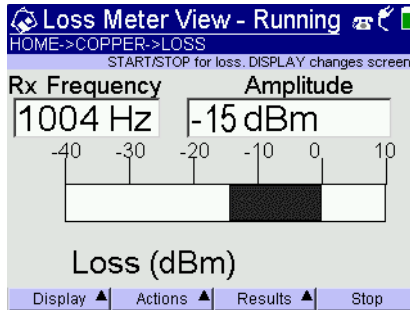 Loss Meter View - Running
HOME->COPPER->LOSS
START/STOP for loss. DISPLAY changes screen
Rx Frequency Amplitude
1004 Hz -15 dBm
-40 -30 -20 -10 0 10
Loss (dBm)
Display Actions Results Stop